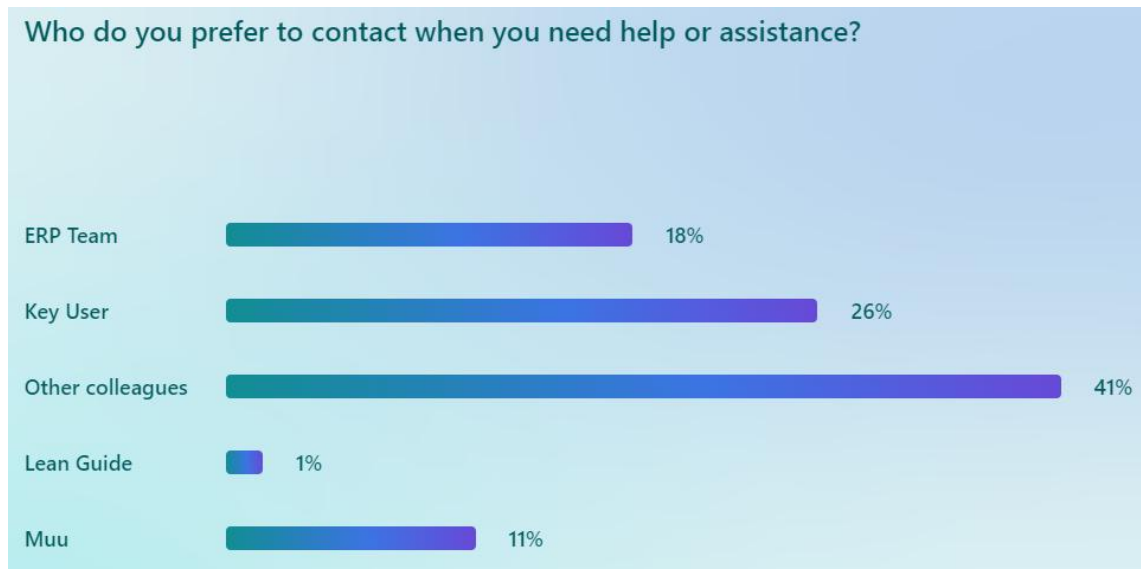 Who do you prefer to contact when you need help or assistance?
ERP Team 18%
Key User 26%
Other colleagues 41%
Lean Guide 1%
Muu 11%